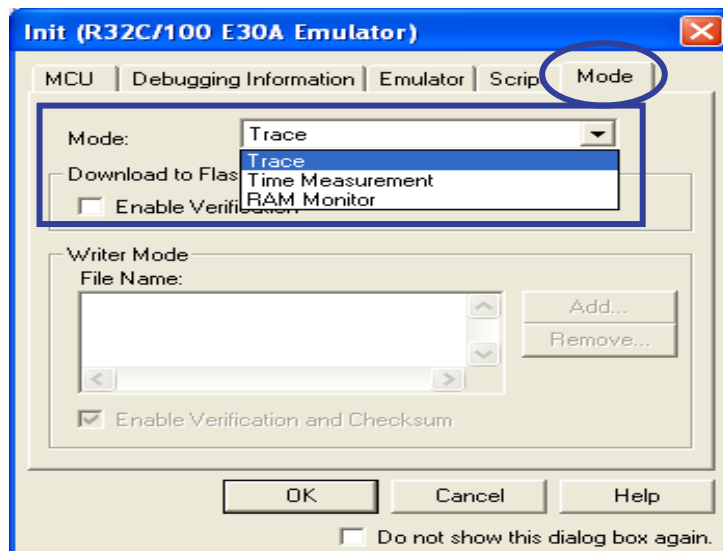 Init (R32C/100 E30A Emulator)
MCU Debugging Information Emulator Scrip Mode
Mode: Trace
Trace
Time Measurement
RAM Monitor
Download to Flas
Enable Verification
Writer Mode
File Name:
Add...
Remove...
Enable Verification and Checksum
OK Cancel Help
Do not show this dialog box again.